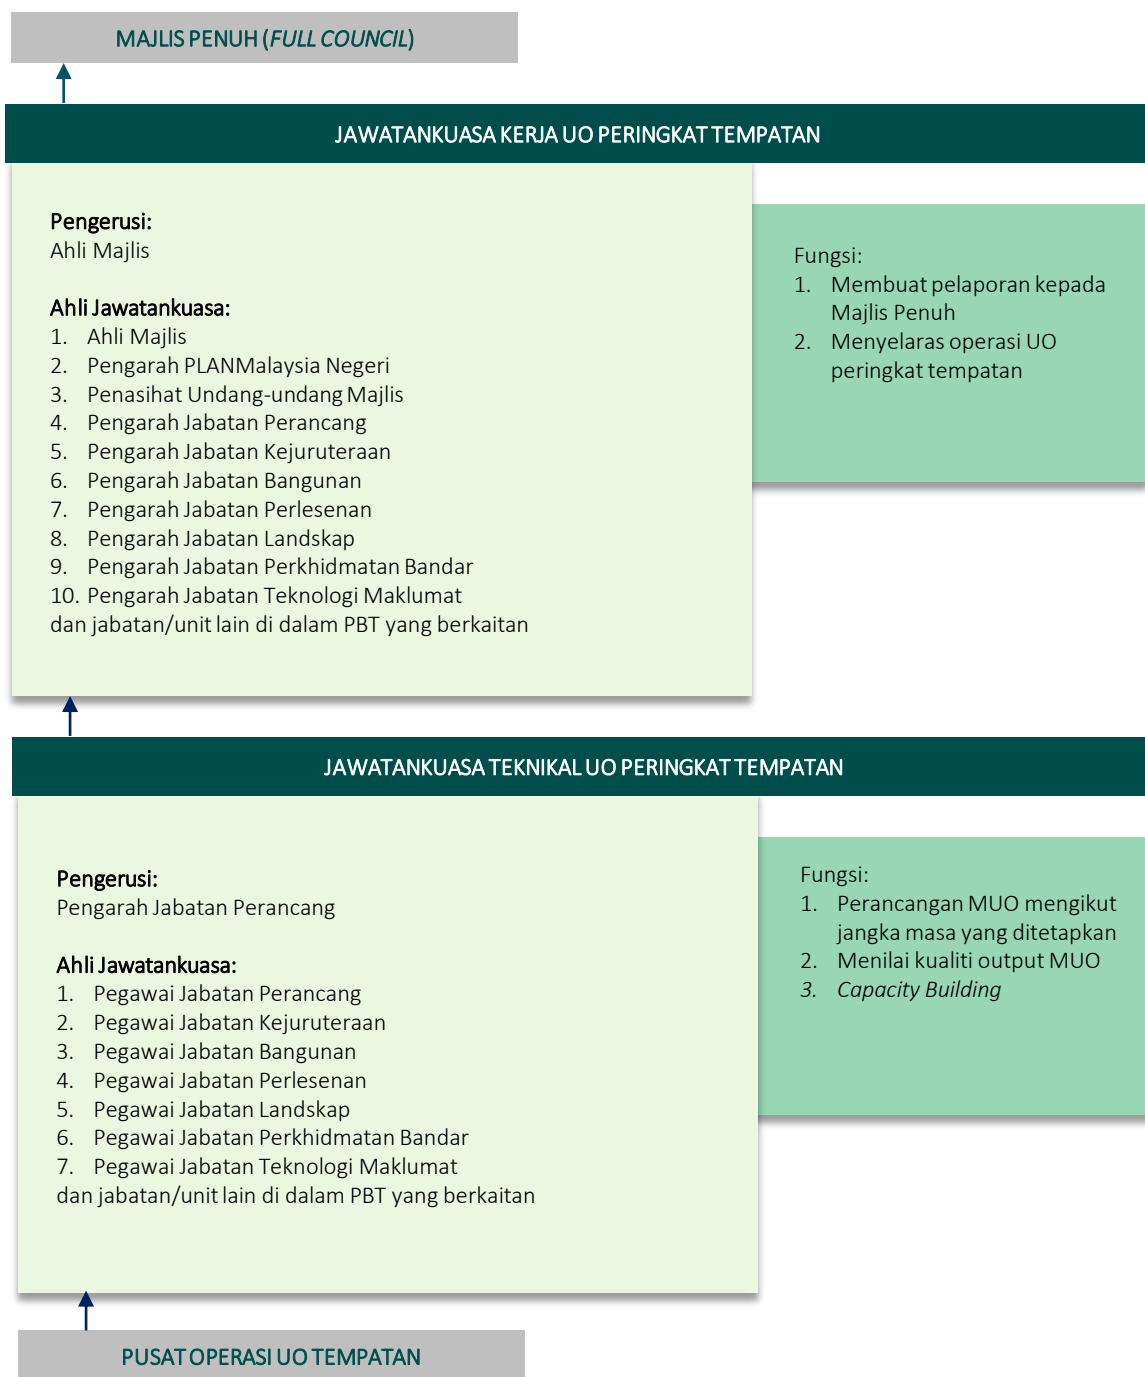 MAJLIS PENUH (FULL COUNCIL)
JAWATANKUASA KERJA UO PERINGKAT TEMPATAN
Pengerusi:
Ahli Majlis
Ahli Jawatankuasa:
1. Ahli Majlis
2. Pengarah PLANMalaysia Negeri
3. Penasihat Undang-undang Majlis
4. Pengarah Jabatan Perancang
5. Pengarah Jabatan Kejuruteraan
6. Pengarah Jabatan Bangunan
7. Pengarah Jabatan Perlesenan
8. Pengarah Jabatan Landskap
9. Pengarah Jabatan Perkhidmatan Bandar
10. Pengarah Jabatan Teknologi Maklumat
dan jabatan/unit lain di dalam PBT yang berkaitan
Fungsi:
1. Membuat pelaporan kepada
Majlis Penuh
2. Menyelaras operasi UO
peringkat tempatan
JAWATANKUASA TEKNIKAL UO PERINGKAT TEMPATAN
Pengerusi:
Pengarah Jabatan Perancang
Ahli Jawatankuasa:
1. Pegawai Jabatan Perancang
2. Pegawai Jabatan Kejuruteraan
3. Pegawai Jabatan Bangunan
4. Pegawai Jabatan Perlesenan
5. Pegawai Jabatan Landskap
6. Pegawai Jabatan Perkhidmatan Bandar
7. Pegawai Jabatan Teknologi Maklumat
dan jabatan/unit lain di dalam PBT yang berkaitan
Fungsi:
1. Perancangan MUO mengikut
jangka masa yang ditetapkan
2. Menilai kualiti output MUO
3. Capacity Building
PUSAT OPERASI UO TEMPATAN